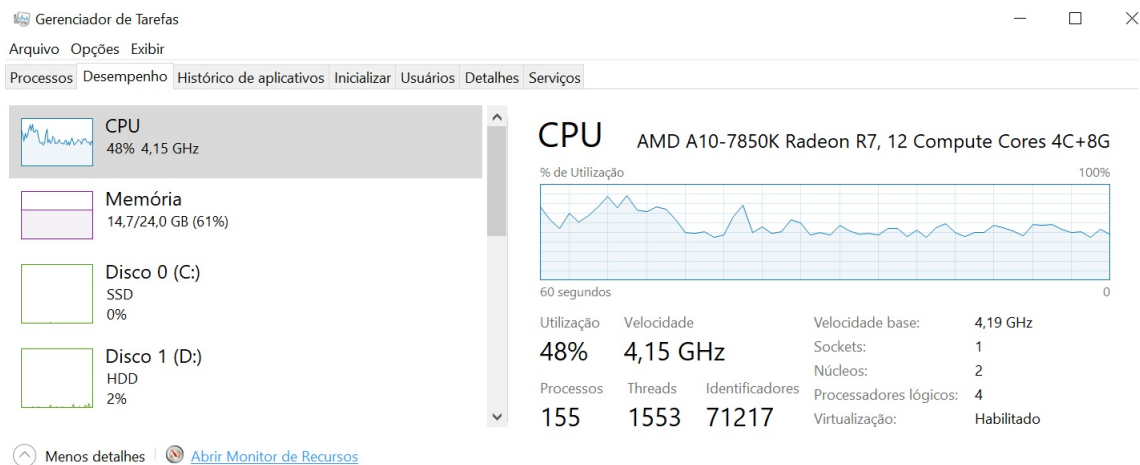 Gerenciador de Tarefas
Arquivo Opções Exibir
Processos Desempenho Histórico de aplicativos Inicializar Usuários Detalhes Serviços
CPU
48% 4,15 GHz
Memória
14,7/24,0 GB (61%)
Disco 0 (C:)
SSD
0%
Disco 1 (D:)
HDD
2%
CPU AMD A10-7850K Radeon R7, 12 Compute Cores 4C+8G
% de Utilização 100%
60 segundos 0
Utilização Velocidade
48% 4,15 GHz
Processos Threads Identificadores
155 1553 71217
Velocidade base: 4,19 GHz
Sockets: 1
Núcleos: 2
Processadores lógicos: 4
Virtualização: Habilitado
Menos detalhes Abrir Monitor de Recursos